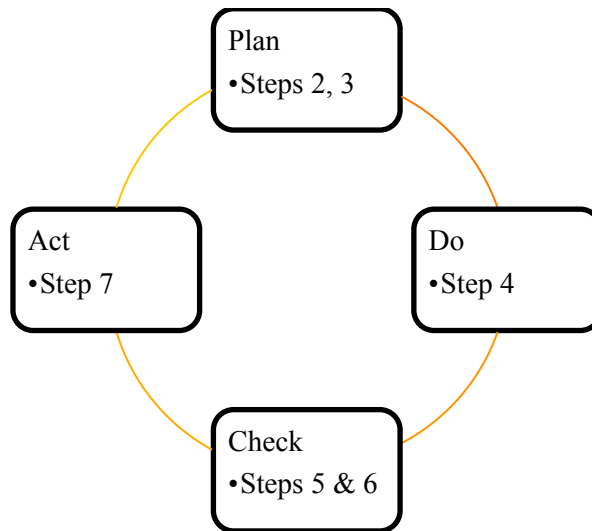 Plan
•Steps 2, 3
Do
•Step 4
Check
•Steps 5 & 6
Act
•Step 7